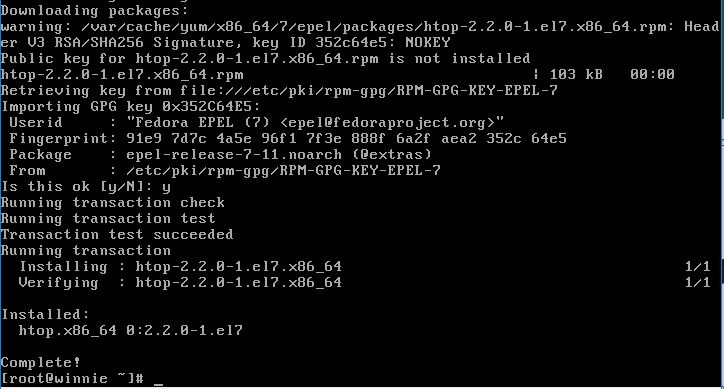 Downloading packages:
warning: /var/cache/yum/x86_64/7/epel/packages/htop-2.2.0-1.el7.x86_64.rpm: Head
er V3 RSA/SHA256 Signature, key ID 352c64e5: NOKEY
Public key for htop-2.2.0-1.el7.x86_64.rpm is not installed
htop-2.2.0-1.el7.x86_64.rpm | 103 kB 00:00
Retrieving key from file:///etc/pki/rpm-gpg/RPM-GPG-KEY-EPEL-7
Importing GPG key 0x352C64E5:
Userid : "Fedora EPEL (7) <epel@fedoraproject.org>"
Fingerprint: 91e9 7d7c 4a5e 96f1 7f3e 888f 6a2f aea2 352c 64e5
Package : epel-release-7-11.noarch (@extras)
From : /etc/pki/rpm-gpg/RPM-GPG-KEY-EPEL-7
Is this ok [y/N]: y
Running transaction check
Running transaction test
Transaction test succeeded
Running transaction
Installing : htop-2.2.0-1.el7.x86_64 1/1
Verifying : htop-2.2.0-1.el7.x86_64 1/1
Installed:
htop.x86_64 0:2.2.0-1.el7
Complete!
[root@winnie ~]# _